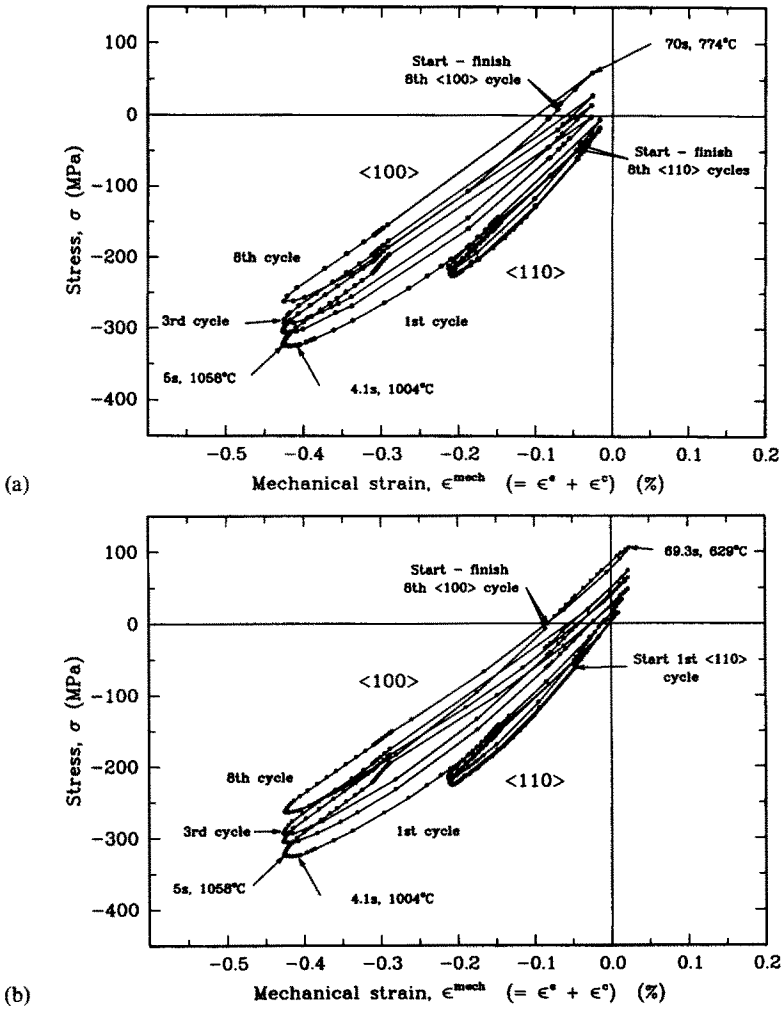 100
0
−100
−200
−300
−400
Stress, σ (MPa)
70s, 774°C
Start − finish
8th <100> cycle
Start − finish
8th <110> cycles
<100>
8th cycle
<110>
3rd cycle
1st cycle
5s, 1058°C
4.1s, 1004°C
−0.5 −0.4 −0.3 −0.2 −0.1 0.0 0.1 0.2
(a) Mechanical strain, ϵ^mech (= ϵ^e + ϵ^c) (%)
100
0
−100
−200
−300
−400
Stress, σ (MPa)
69.3s, 629°C
Start − finish
8th <100> cycle
Start 1st <110>
cycle
<100>
8th cycle
<110>
3rd cycle
1st cycle
5s, 1058°C
4.1s, 1004°C
−0.5 −0.4 −0.3 −0.2 −0.1 0.0 0.1 0.2
(b) Mechanical strain, ϵ^mech (= ϵ^e + ϵ^c) (%)